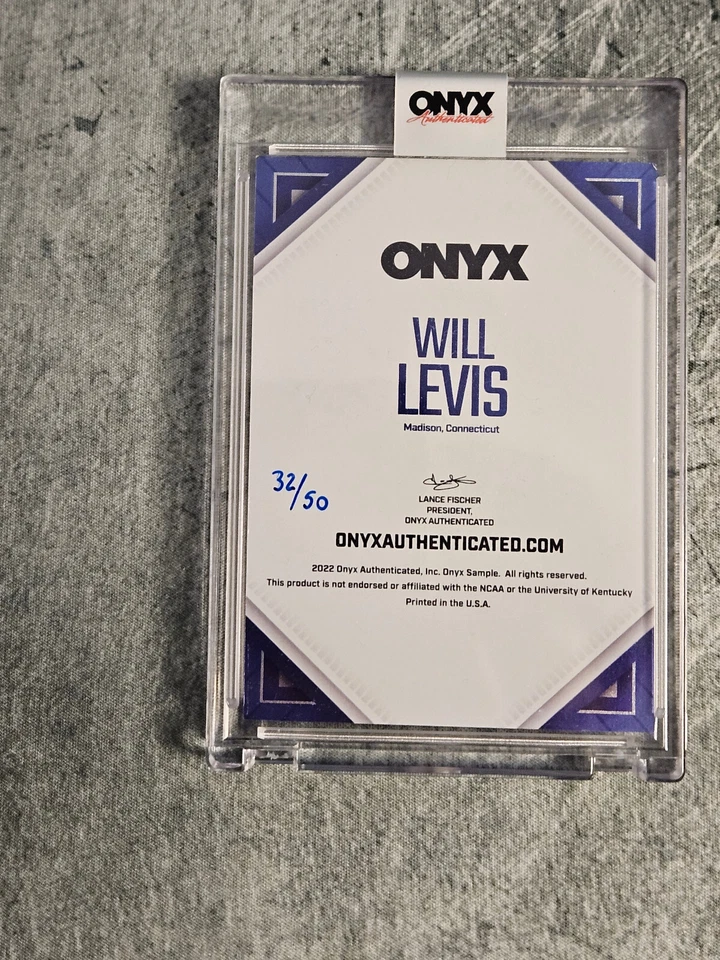 ONYX
Authenticated
ONYX
WILL
LEVIS
Madison, Connecticut
32/50
LANCE FISCHER
PRESIDENT,
ONYX AUTHENTICATED
ONYXAUTHENTICATED.COM
2022 Onyx Authenticated, Inc. Onyx Sample. All rights reserved.
This product is not endorsed or affiliated with the NCAA or the University of Kentucky
Printed in the U.S.A.